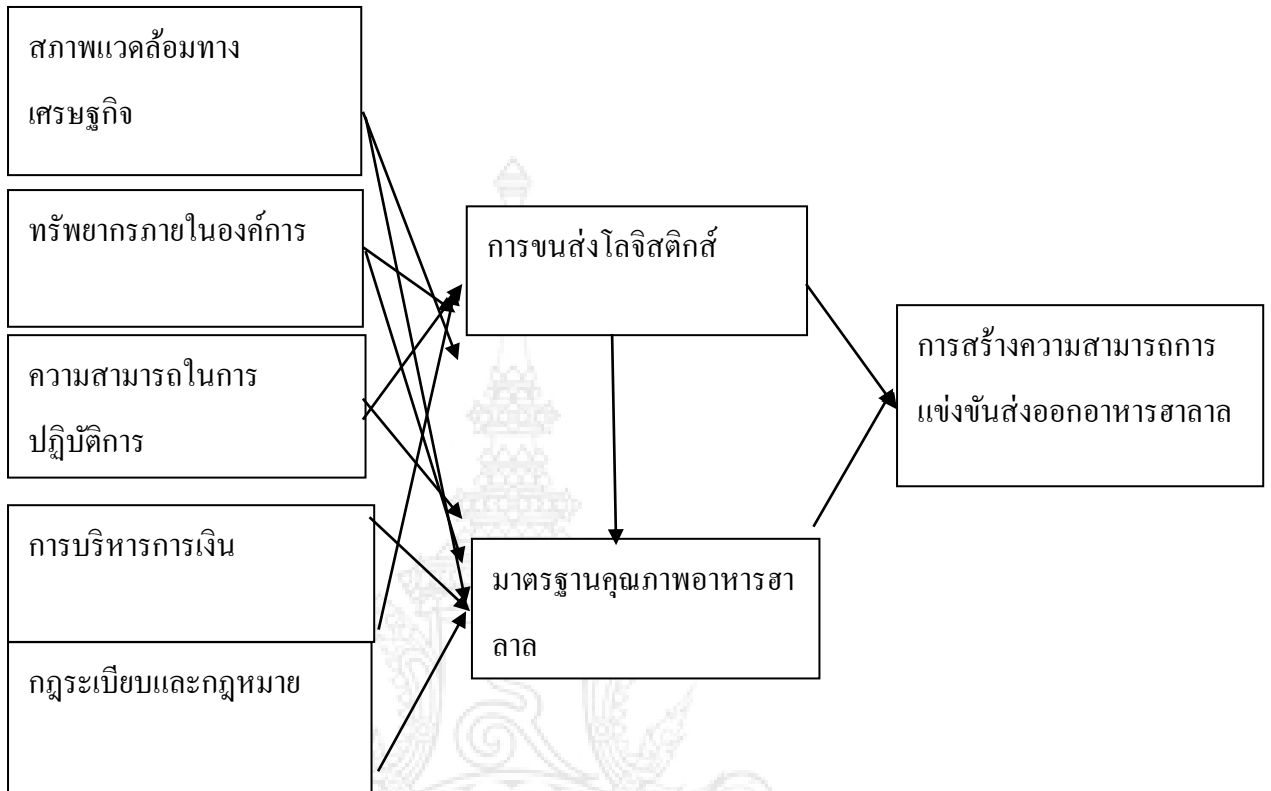 สภาพแวดล้อมทาง
เศรษฐกิจ
ทรัพยากรภายในองค์การ
ความสามารถในการ
ปฏิบัติการ
การบริหารการเงิน
กฎระเบียบและกฎหมาย
การขนส่งโลจิสติกส์
มาตรฐานคุณภาพอาหารฮา
ลาล
การสร้างความสามารถการ
แข่งขันส่งออกอาหารฮาลาล